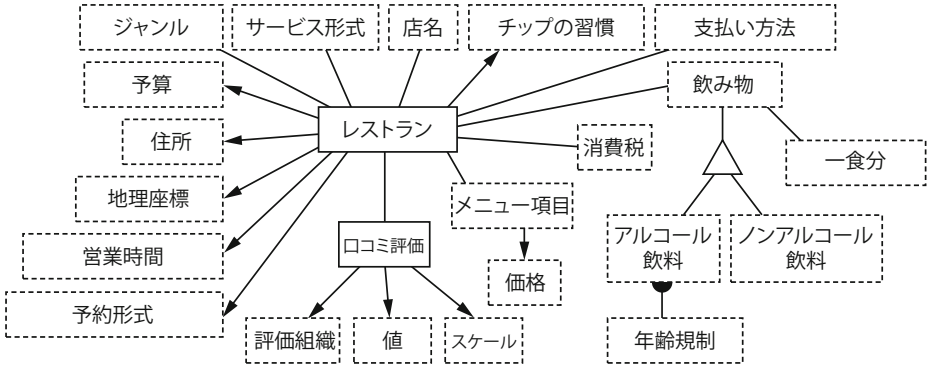 ジャンル
サービス形式
店名
チップの習慣
支払い方法
予算
飲み物
レストラン
住所
消費税
一食分
地理座標
メニュー項目
アルコール
飲料
ノンアルコール
飲料
営業時間
口コミ評価
価格
予約形式
評価組織
値
スケール
年齢規制